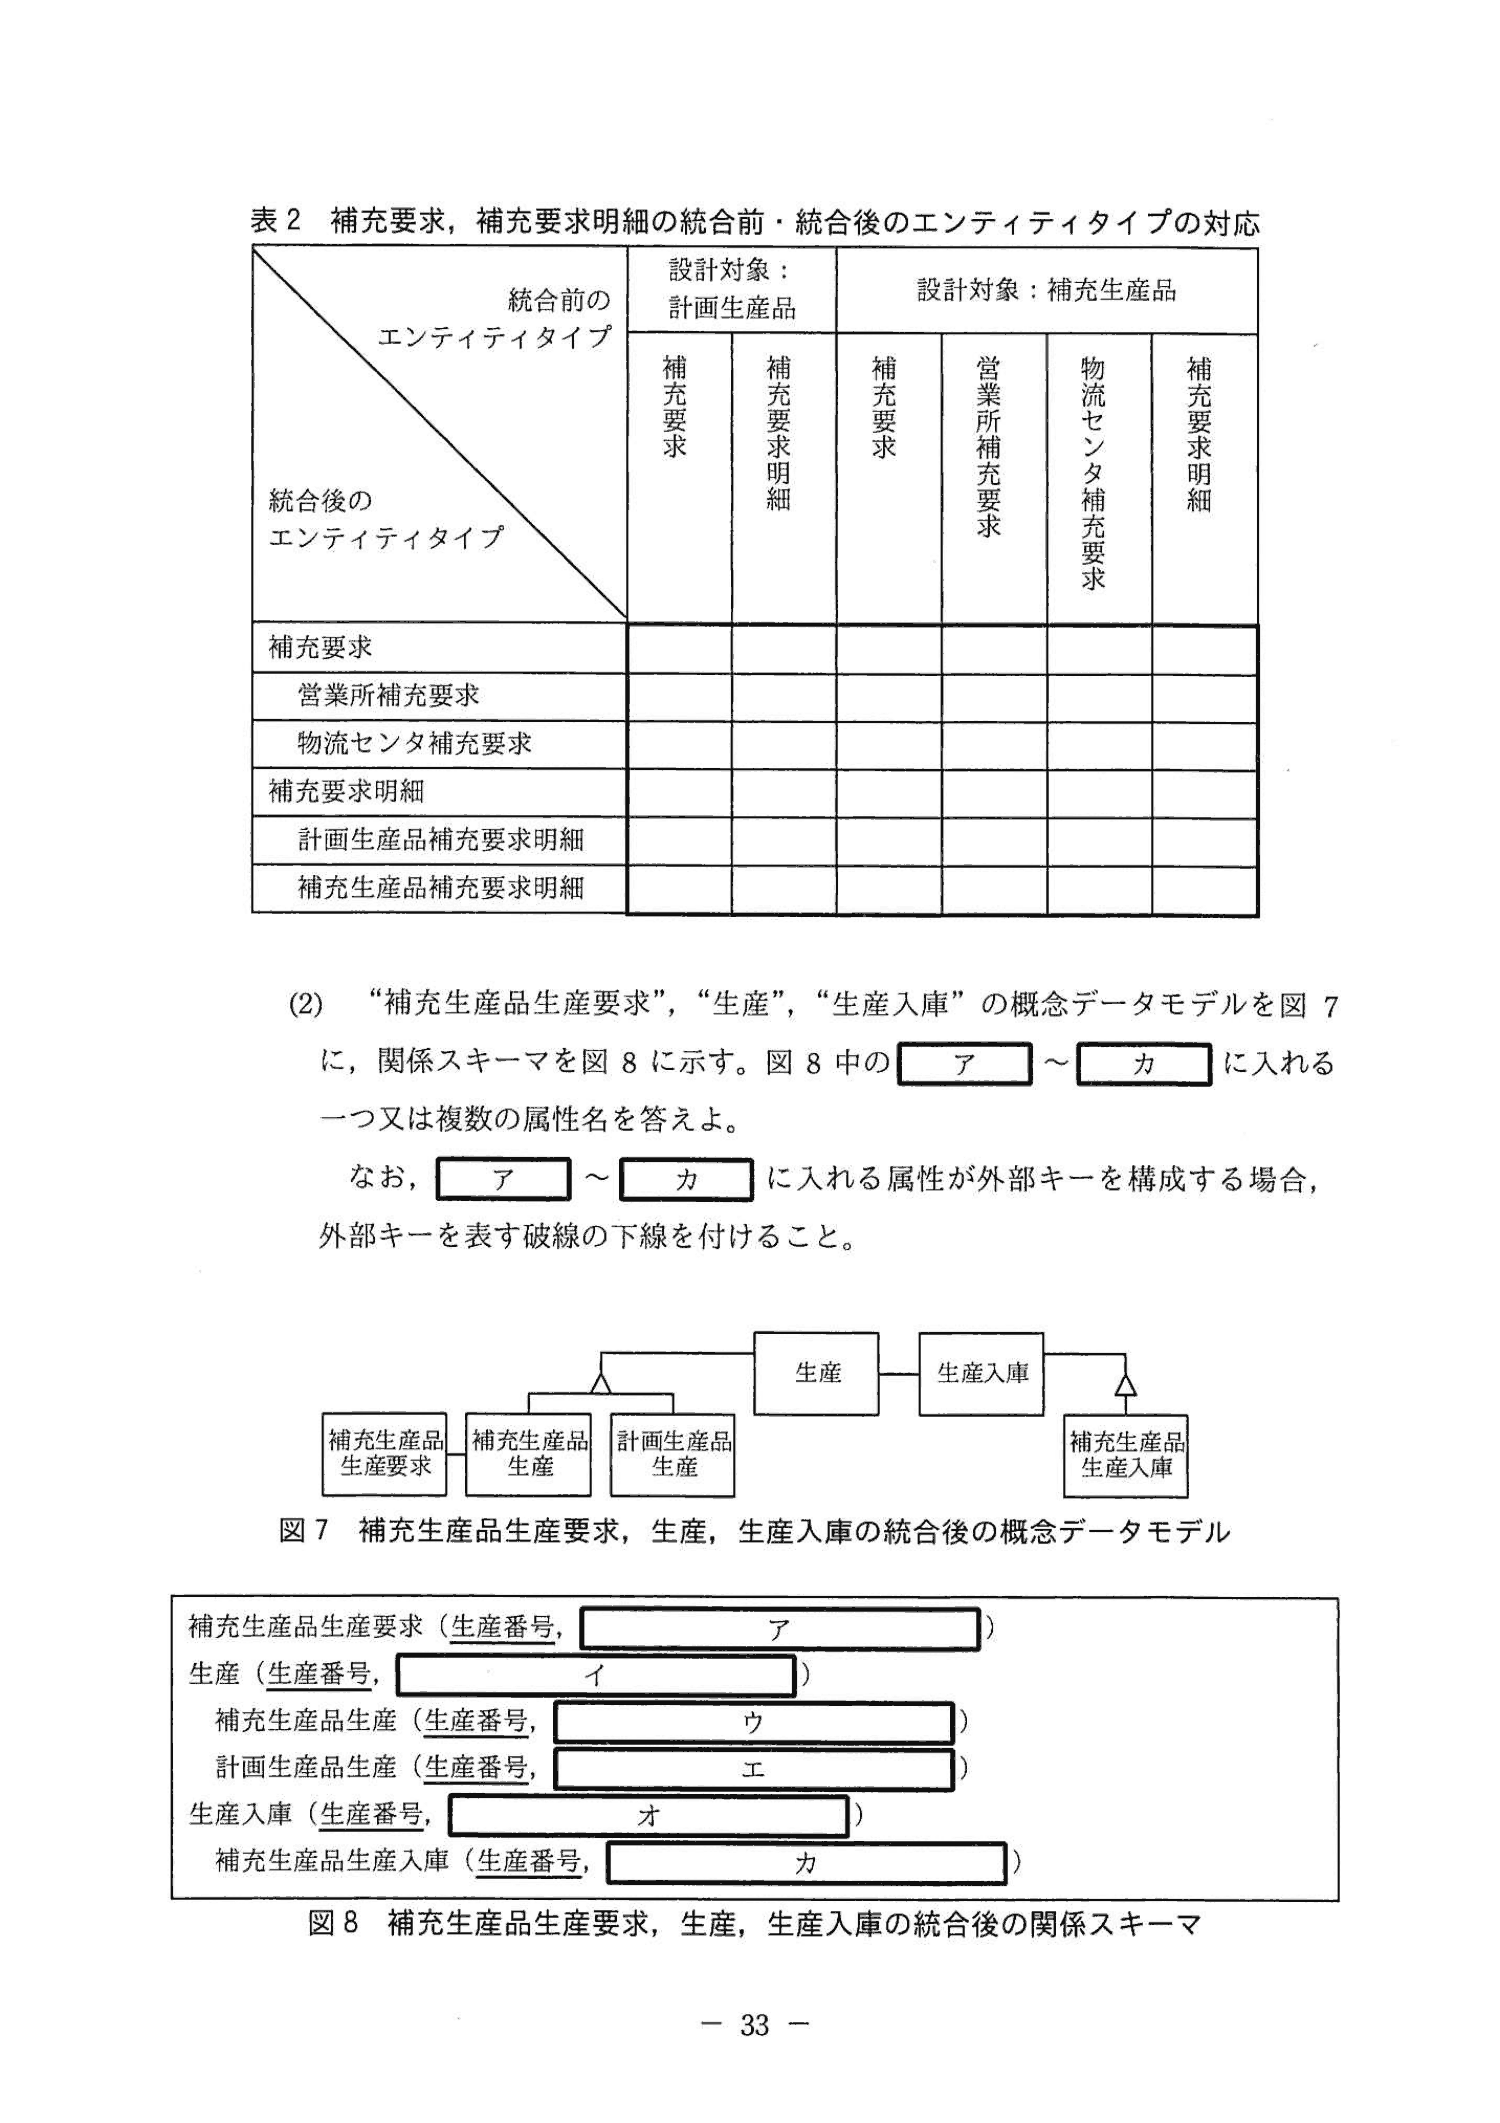 表2 補充要求，補充要求明細の統合前・統合後のエンティティタイプの対応
統合前の
エンティティタイプ
統合後の
エンティティタイプ
設計対象：
計画生産品
設計対象：補充生産品
補充要求
補充要求明細
補充要求
営業所補充要求
物流センタ補充要求
補充要求明細
補充要求
営業所補充要求
物流センタ補充要求
補充要求明細
計画生産品補充要求明細
補充生産品補充要求明細
(2) “補充生産品生産要求”，“生産”，“生産入庫”の概念データモデルを図 7
に，関係スキーマを図 8 に示す。図 8 中の ア ～ カ に入れる
一つ又は複数の属性名を答えよ。
なお， ア ～ カ に入れる属性が外部キーを構成する場合，
外部キーを表す破線の下線を付けること。
生産
生産入庫
補充生産品
生産要求
補充生産品
生産
計画生産品
生産
補充生産品
生産入庫
図7 補充生産品生産要求，生産，生産入庫の統合後の概念データモデル
補充生産品生産要求（生産番号， ア ）
生産（生産番号， イ ）
補充生産品生産（生産番号， ウ ）
計画生産品生産（生産番号， エ ）
生産入庫（生産番号， オ ）
補充生産品生産入庫（生産番号， カ ）
図8 補充生産品生産要求，生産，生産入庫の統合後の関係スキーマ
－ 33 －